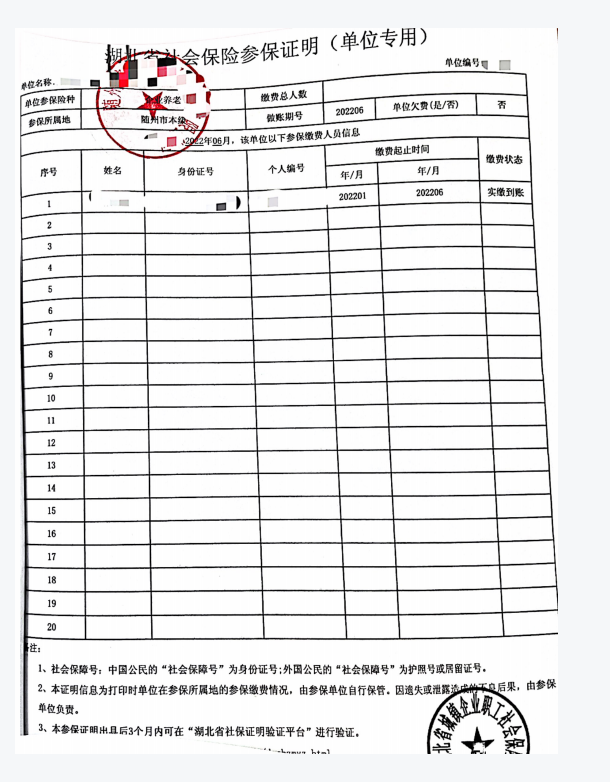 湖北省社会保险参保证明（单位专用）
单位编号
单位名称
单位参保险种 养老 缴费总人数
参保所属地 随州市本级 做账期号 202206 单位欠费(是/否) 否
2022年06月，该单位以下参保缴费人员信息
序号 姓名 身份证号 个人编号 缴费起止时间 缴费状态
年/月 年/月
1 202201 202206 实缴到账
2
3
4
5
6
7
8
9
10
11
12
13
14
15
16
17
18
19
20
备注：
1、社会保障号：中国公民的“社会保障号”为身份证号;外国公民的“社会保障号”为护照号或居留证号。
2、本证明信息为打印时单位在参保所属地的参保缴费情况，由参保单位自行保管。因遗失或泄露造成的不良后果，由参保
单位负责。
3、本参保证明出具后3个月内可在“湖北省社保证明验证平台”进行验证。
北省城镇企业职工社会保